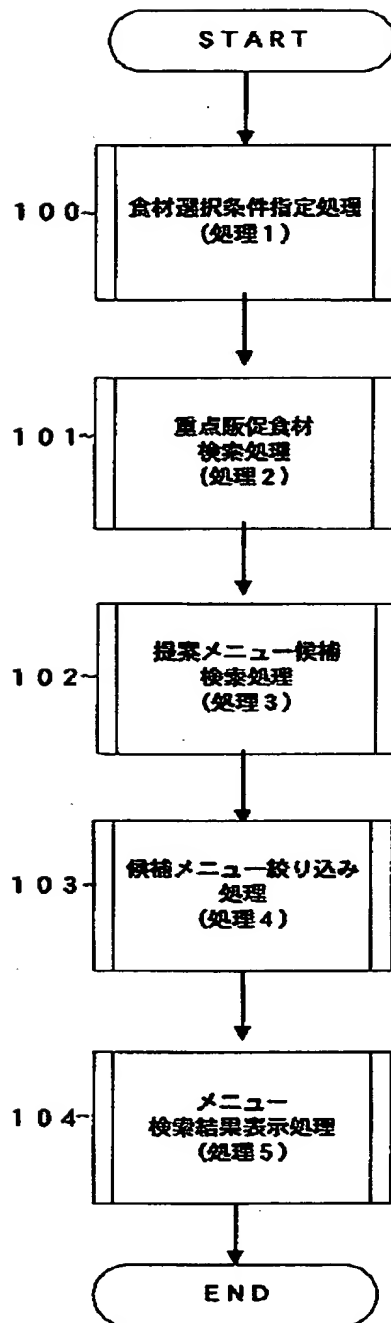 START
100
食材選択条件指定処理
(処理1)
101
重点販促食材
検索処理
(処理2)
102
提案メニュー候補
検索処理
(処理3)
103
候補メニュー絞り込み
処理
(処理4)
104
メニュー
検索結果表示処理
(処理5)
END